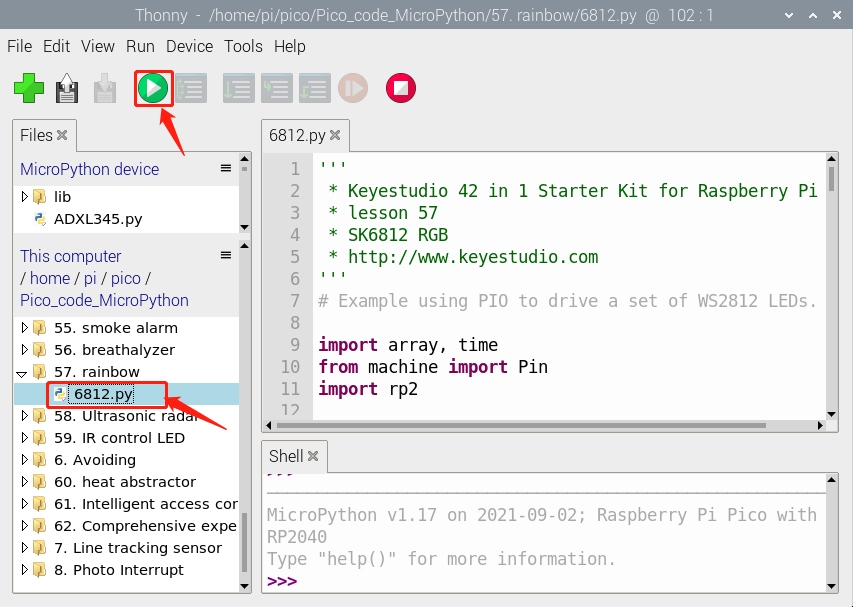 Thonny - /home/pi/pico/Pico_code_MicroPython/57. rainbow/6812.py @ 102 : 1
File Edit View Run Device Tools Help
Files
MicroPython device
lib
ADXL345.py
This computer
/ home / pi / pico /
Pico_code_MicroPython
55. smoke alarm
56. breathalyzer
57. rainbow
6812.py
58. Ultrasonic radar
59. IR control LED
6. Avoiding
60. heat abstractor
61. Intelligent access cor
62. Comprehensive expe
7. Line tracking sensor
8. Photo Interrupt
6812.py
1 '''
2 * Keyestudio 42 in 1 Starter Kit for Raspberry Pi
3 * lesson 57
4 * SK6812 RGB
5 * http://www.keyestudio.com
6 '''
7 # Example using PIO to drive a set of WS2812 LEDs.
8
9 import array, time
10 from machine import Pin
11 import rp2
12
Shell
>>>
MicroPython v1.17 on 2021-09-02; Raspberry Pi Pico with
RP2040
Type "help()" for more information.
>>>